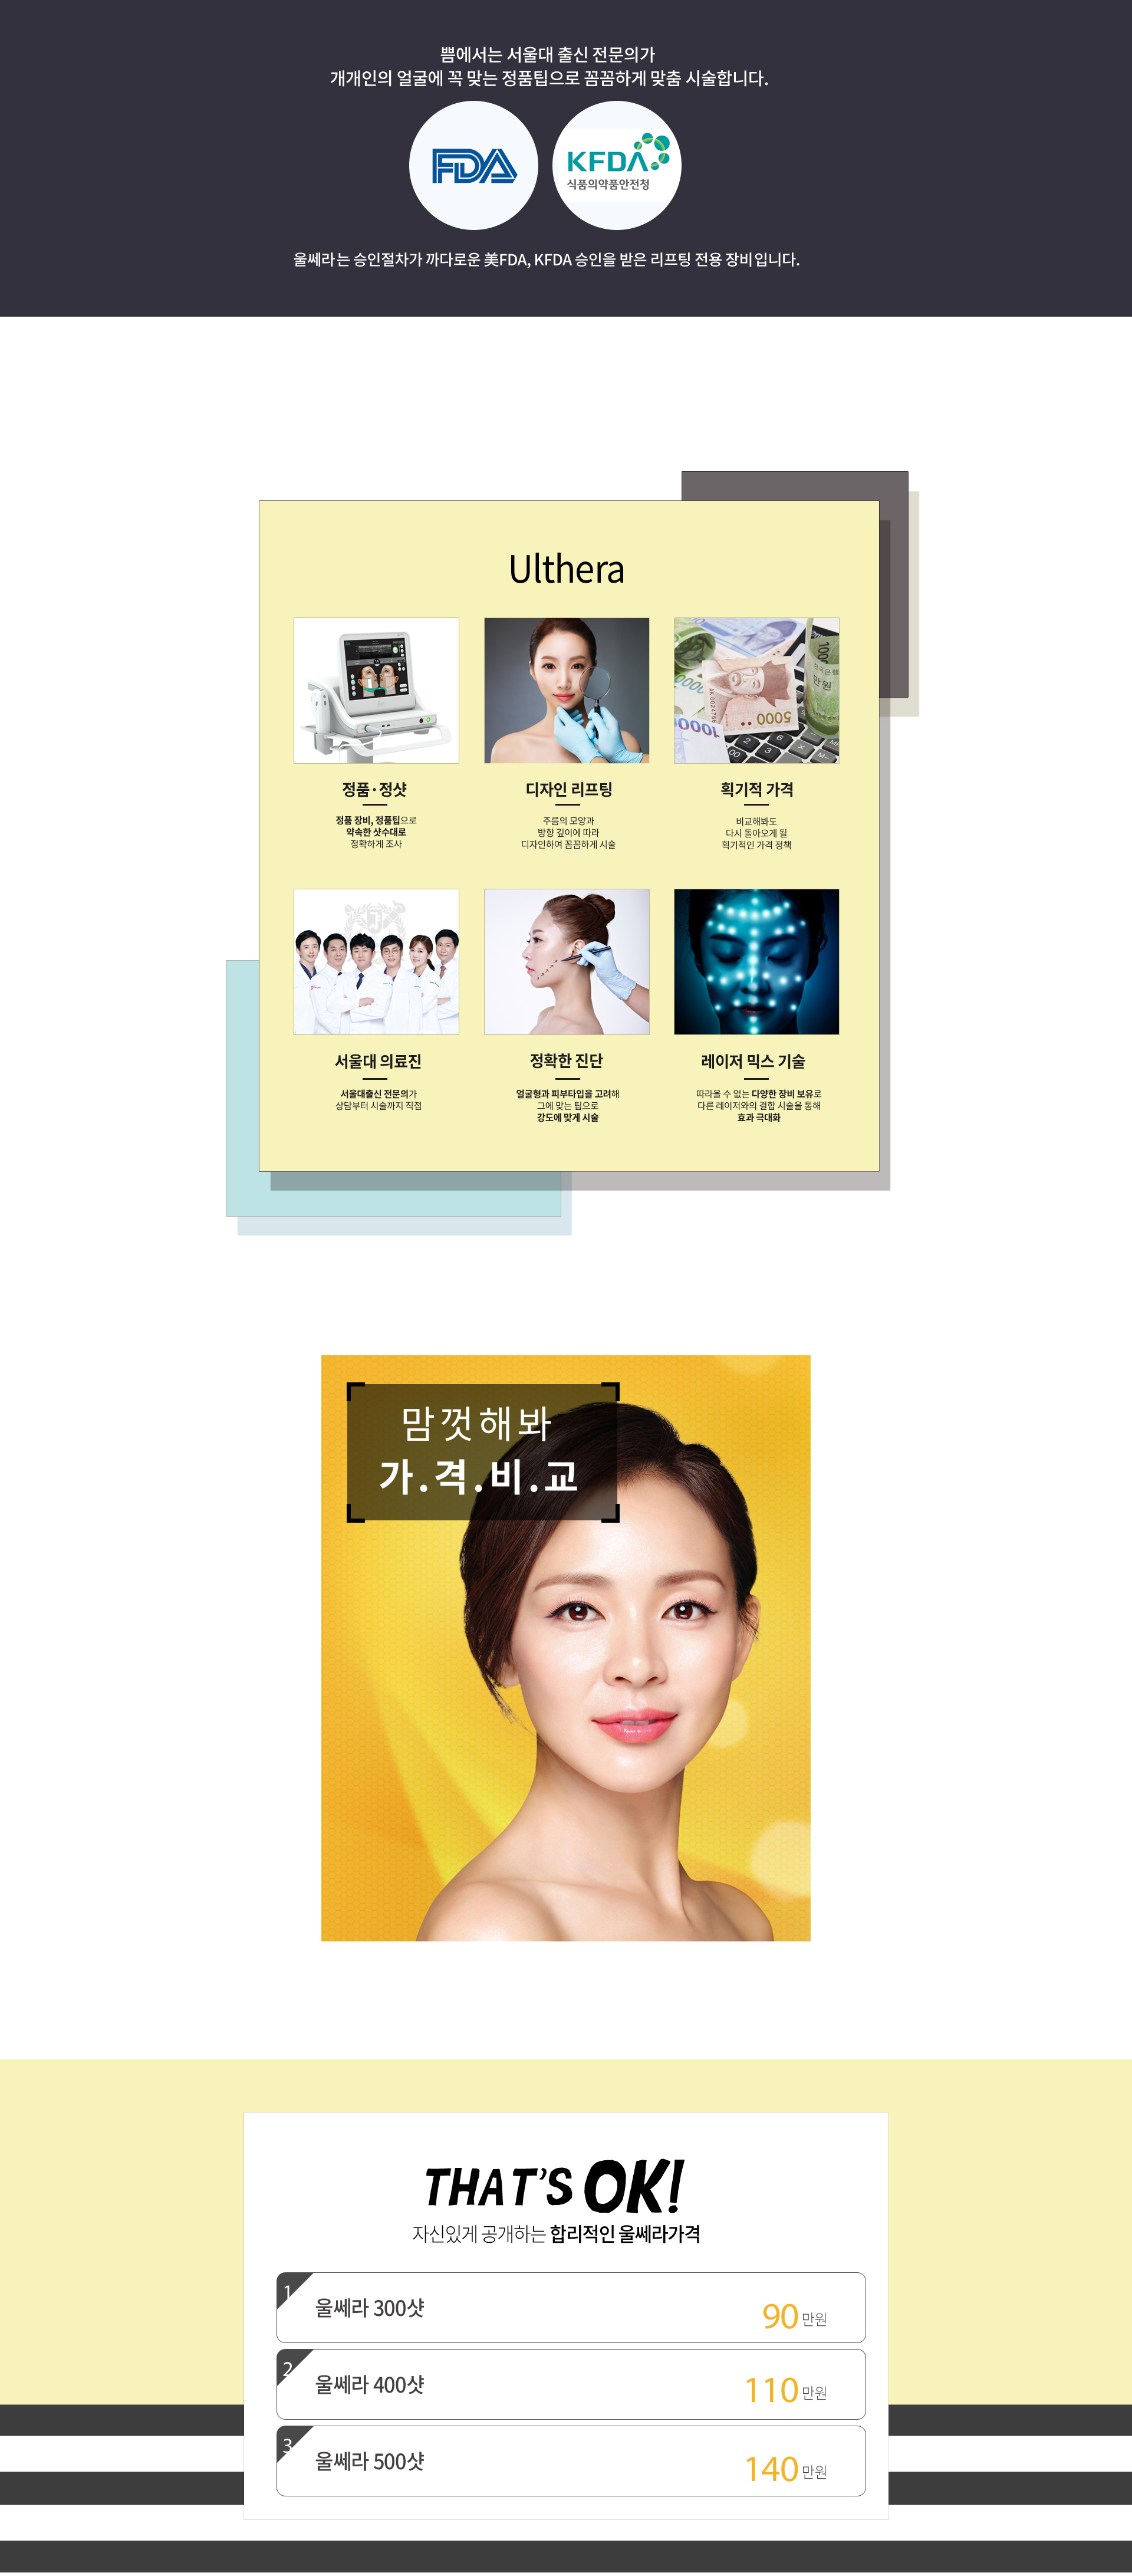 쁨에서는 서울대 출신 전문의가
개개인의 얼굴에 꼭 맞는 정품팁으로 꼼꼼하게 맞춤 시술합니다.
FDA
KFDA
식품의약품안전청
울쎄라는 승인절차가 까다로운 美FDA, KFDA 승인을 받은 리프팅 전용 장비입니다.
Ulthera
정품·정샷
정품 장비, 정품팁으로
약속한 샷수대로
정확하게 조사
디자인 리프팅
주름의 모양과
방향 깊이에 따라
디자인하여 꼼꼼하게 시술
획기적 가격
비교해봐도
다시 돌아오게 될
획기적인 가격 정책
서울대 의료진
서울대출신 전문의가
상담부터 시술까지 직접
정확한 진단
얼굴형과 피부타입을 고려해
그에 맞는 팁으로
강도에 맞게 시술
레이저 믹스 기술
따라올 수 없는 다양한 장비 보유로
다른 레이저와의 결합 시술을 통해
효과 극대화
맘껏해봐
가.격.비.교
THAT'S OK!
자신있게 공개하는 합리적인 울쎄라가격
1
울쎄라 300샷
90만원
2
울쎄라 400샷
110만원
3
울쎄라 500샷
140만원